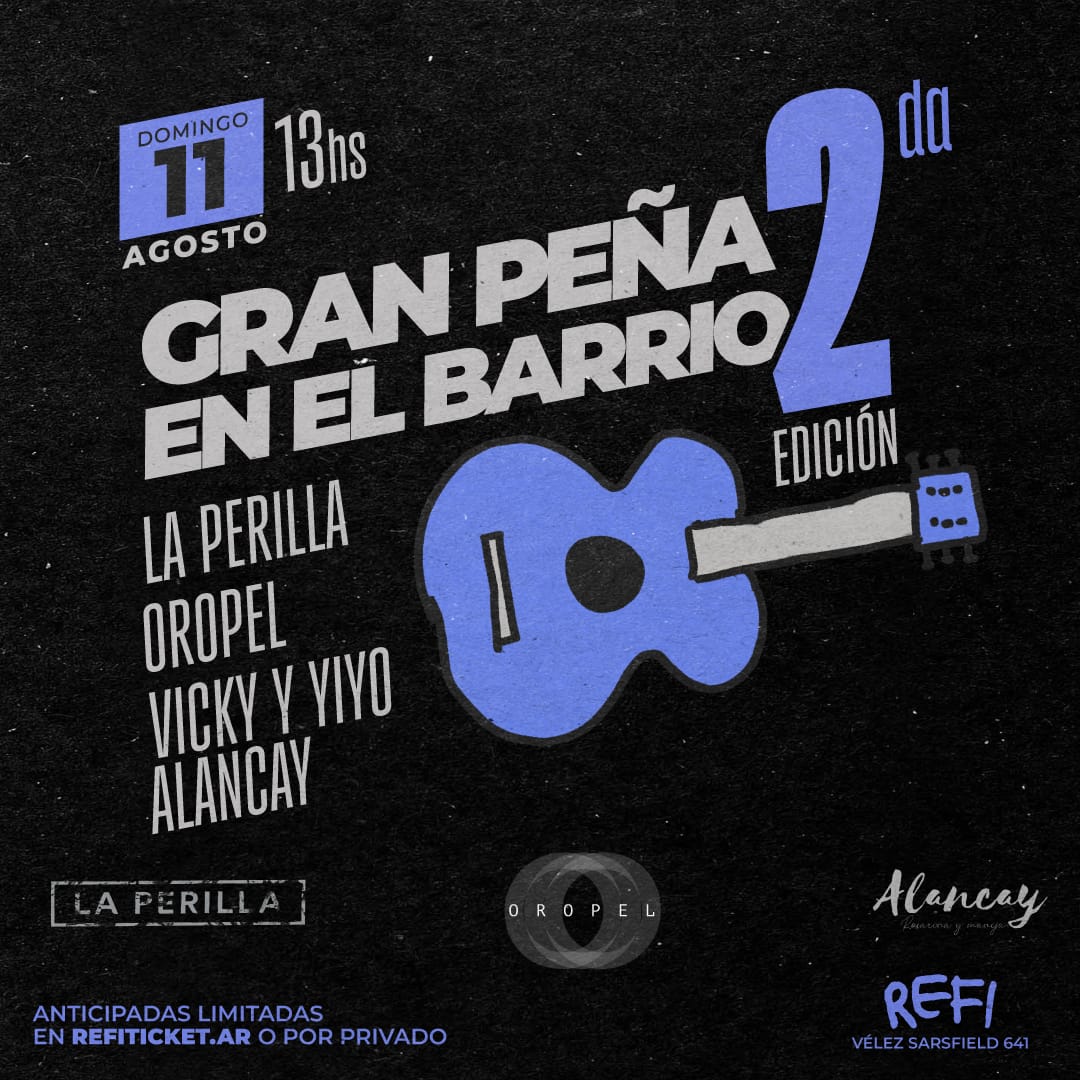 DOMINGO
11
AGOSTO
13hs
GRAN PEÑA
EN EL BARRIO
2da
EDICIÓN
LA PERILLA
OROPEL
VICKY Y YIYO
ALANCAY
LA PERILLA
OROPEL
Alancay
ANTICIPADAS LIMITADAS
EN REFITICKET.AR O POR PRIVADO
REFI
VÉLEZ SARSFIELD 641